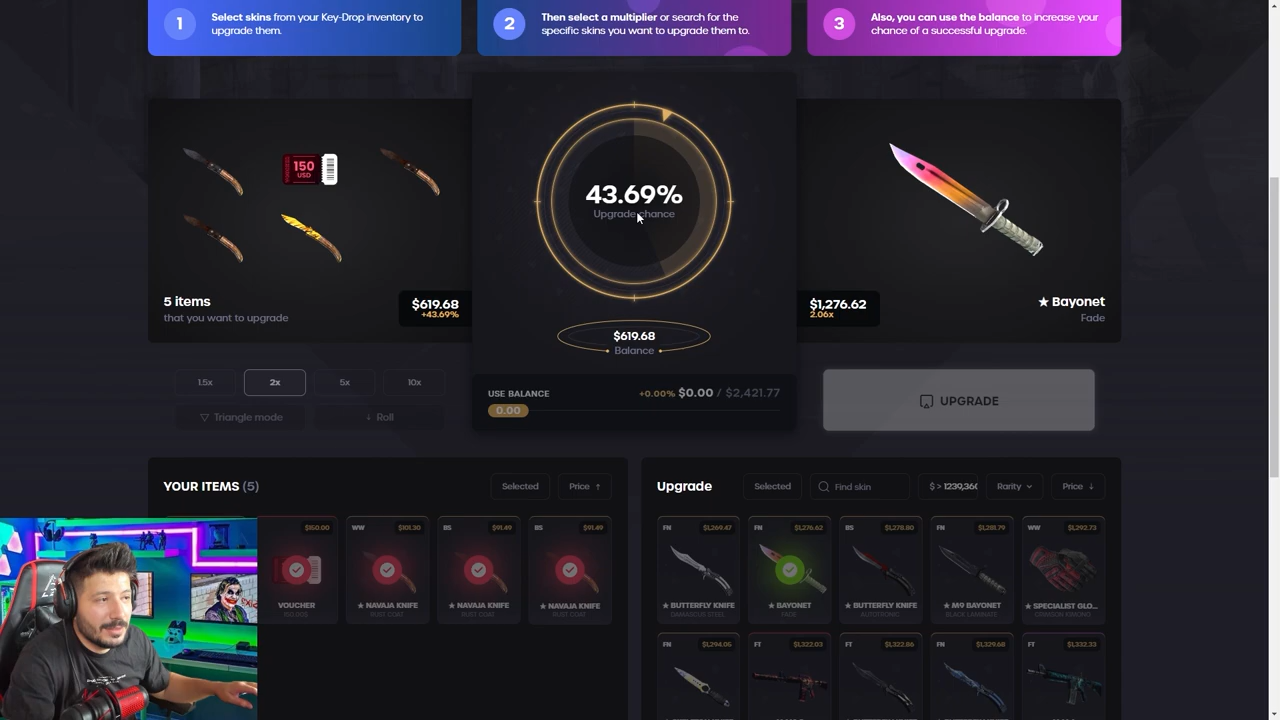 1
Select skins from your Key-Drop inventory to
upgrade them.
2
Then select a multiplier or search for the
specific skins you want to upgrade them to.
3
Also, you can use the balance to increase your
chance of a successful upgrade.
150
USD
43.69%
Upgrade chance
5 items
that you want to upgrade
$619.68
+43.69%
$1,276.62
2.06x
★ Bayonet
Fade
$619.68
Balance
1.5x
2x
5x
10x
Triangle mode
Roll
USE BALANCE
+0.00% $0.00 / $2,421.77
0.00
UPGRADE
YOUR ITEMS (5)
Selected
Price ↑
Upgrade
Selected
Find skin
$ > 1239,36
Rarity
Price ↓
$150.00
WW $101.30
BS $91.49
BS $91.49
VOUCHER
★ NAVAJA KNIFE
★ NAVAJA KNIFE
★ NAVAJA KNIFE
RUST COAT
RUST COAT
RUST COAT
FN $1,269.47
FN $1,276.62
BS $1,278.80
FN $1,281.79
WW $1,292.73
★ BUTTERFLY KNIFE
★ BAYONET
★ BUTTERFLY KNIFE
★ M9 BAYONET
★ SPECIALIST GLO...
DAMASCUS STEEL
FADE
AUTOTRONIC
BLACK LAMINATE
CRIMSON KIMONO
FN $1,294.05
FT $1,322.03
FT $1,322.86
FN $1,329.68
FT $1,332.33